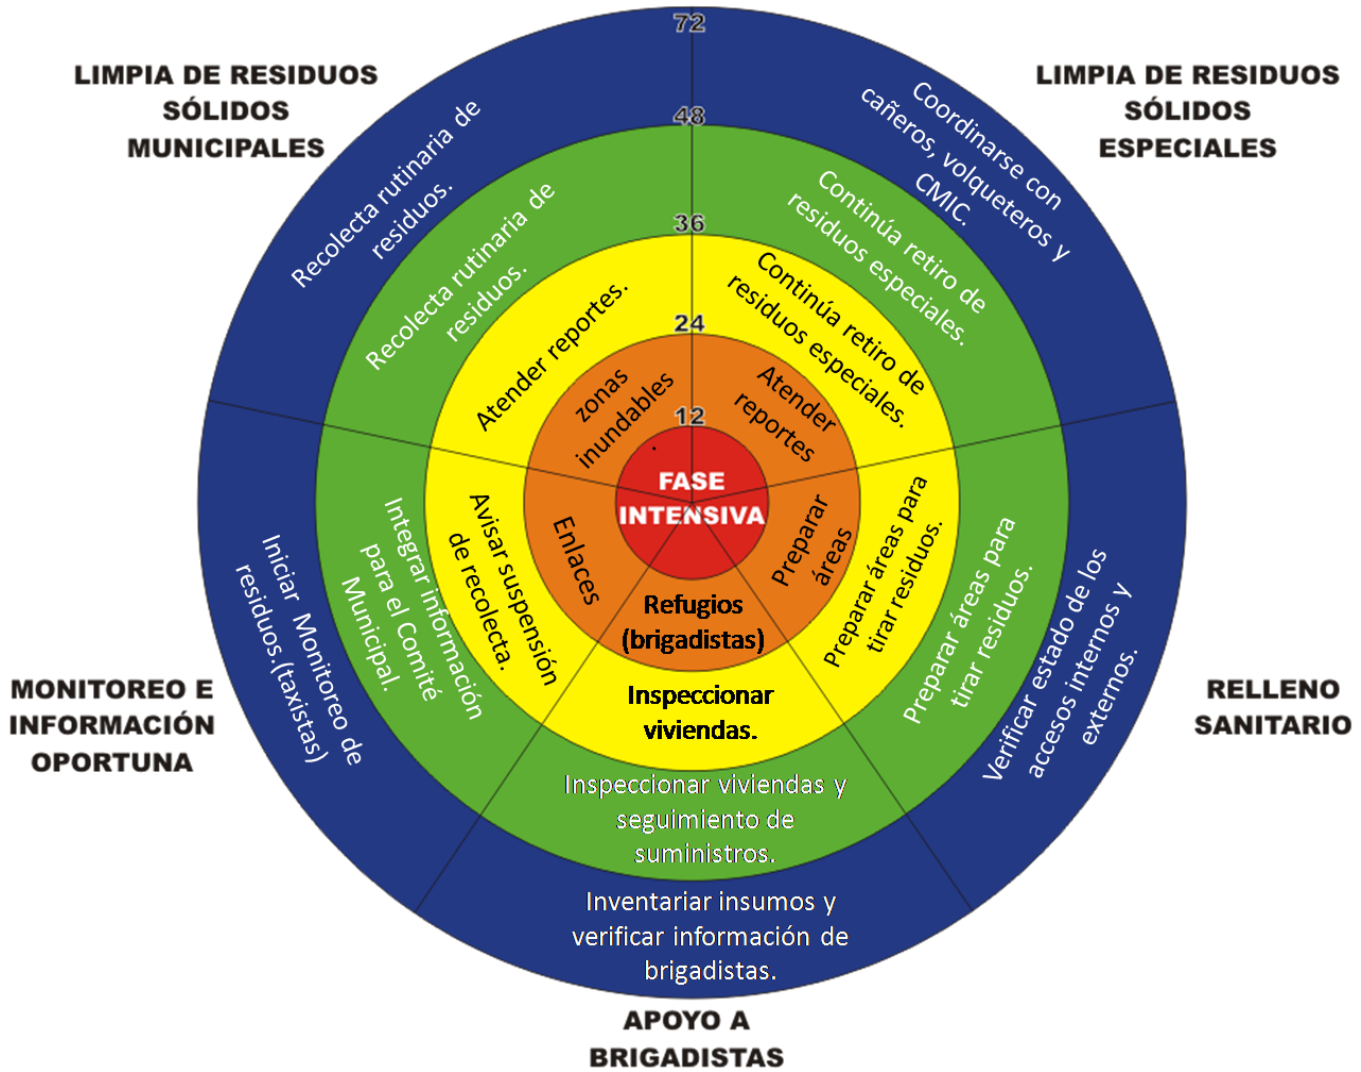 LIMPIA DE RESIDUOS
SÓLIDOS
MUNICIPALES
LIMPIA DE RESIDUOS
SÓLIDOS
ESPECIALES
72
48
36
24
12
Recolecta rutinaria de
residuos.
Coordinarse con
cañeros, volqueteros y
CMIC.
Recolecta rutinaria de
residuos.
Continúa retiro de
residuos especiales.
Atender reportes.
Continúa retiro de
residuos especiales.
zonas
inundables
Atender
reportes
FASE
INTENSIVA
Enlaces
Preparar
áreas
Refugios
(brigadistas)
Avisar suspensión
de recolecta.
Preparar áreas para
tirar residuos.
Inspeccionar
viviendas.
Integrar información
para el Comité
Municipal.
Preparar áreas para
tirar residuos.
Inspeccionar viviendas y
seguimiento de
suministros.
Iniciar Monitoreo de
residuos.(taxistas)
Verificar estado de los
accesos internos y
externos.
Inventariar insumos y
verificar información de
brigadistas.
MONITOREO E
INFORMACIÓN
OPORTUNA
RELLENO
SANITARIO
APOYO A
BRIGADISTAS